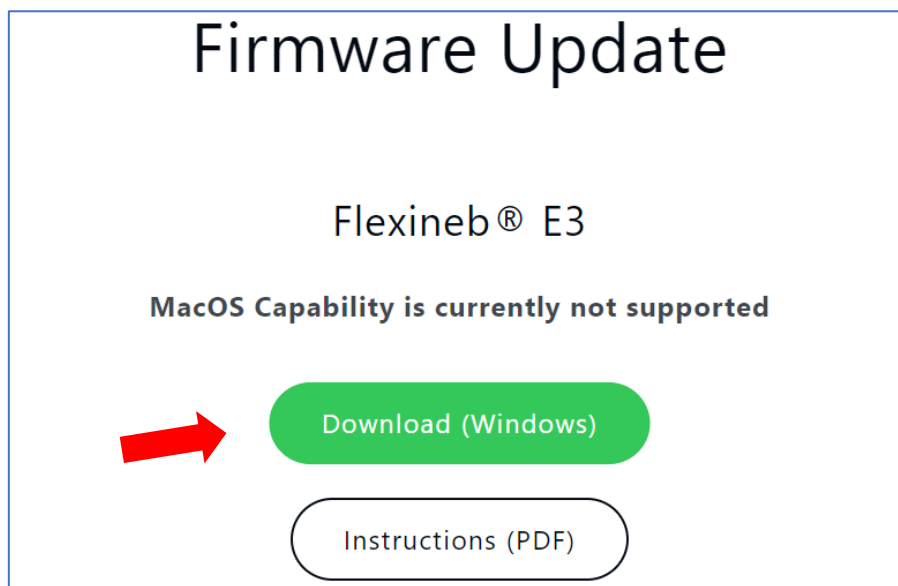 Firmware Update
Flexineb® E3
MacOS Capability is currently not supported
Download (Windows)
Instructions (PDF)